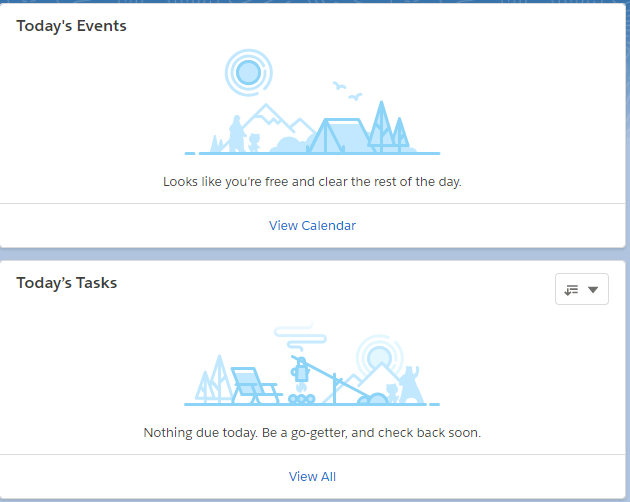 Today's Events
Looks like you're free and clear the rest of the day.
View Calendar
Today's Tasks
Nothing due today. Be a go-getter, and check back soon.
View All